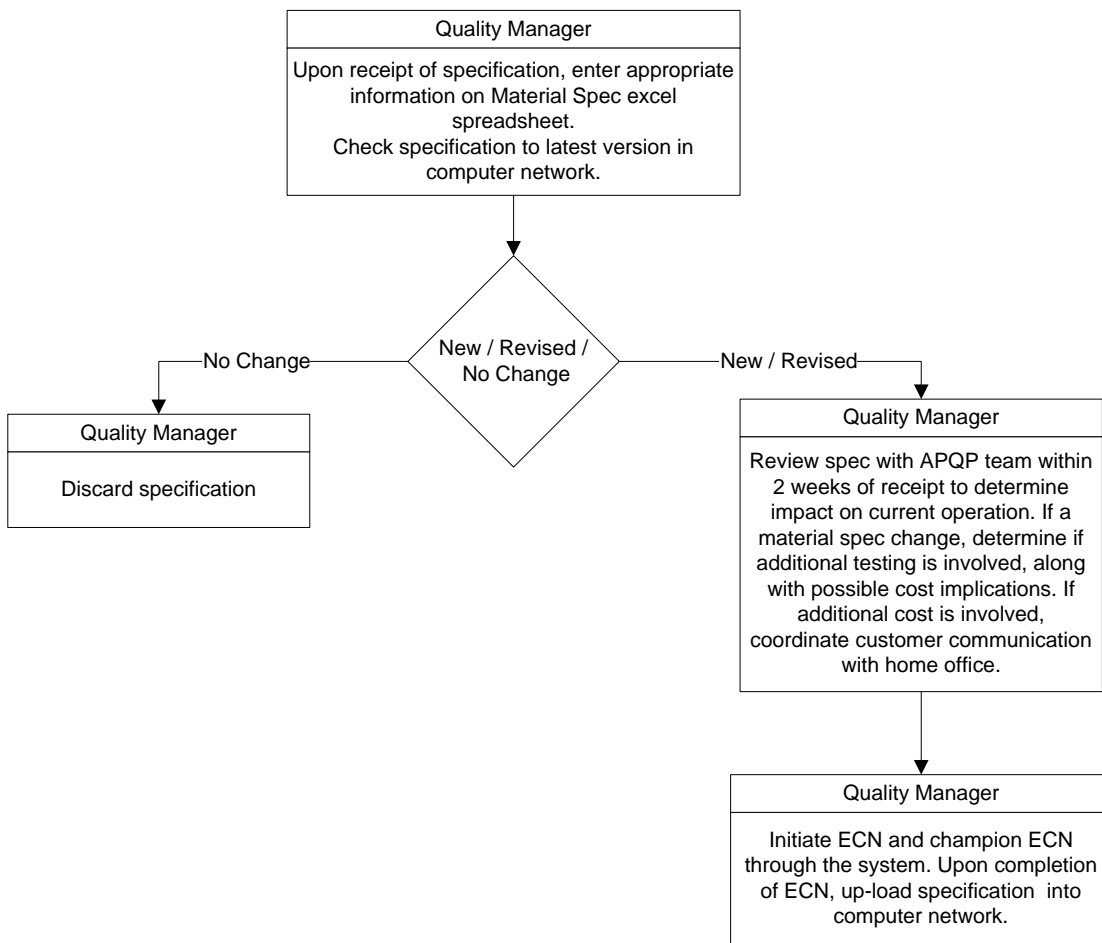 Quality Manager
Upon receipt of specification, enter appropriate
information on Material Spec excel
spreadsheet.
Check specification to latest version in
computer network.
New / Revised /
No Change
No Change
New / Revised
Quality Manager
Discard specification
Quality Manager
Review spec with APQP team within
2 weeks of receipt to determine
impact on current operation. If a
material spec change, determine if
additional testing is involved, along
with possible cost implications. If
additional cost is involved,
coordinate customer communication
with home office.
Quality Manager
Initiate ECN and champion ECN
through the system. Upon completion
of ECN, up-load specification  into
computer network.